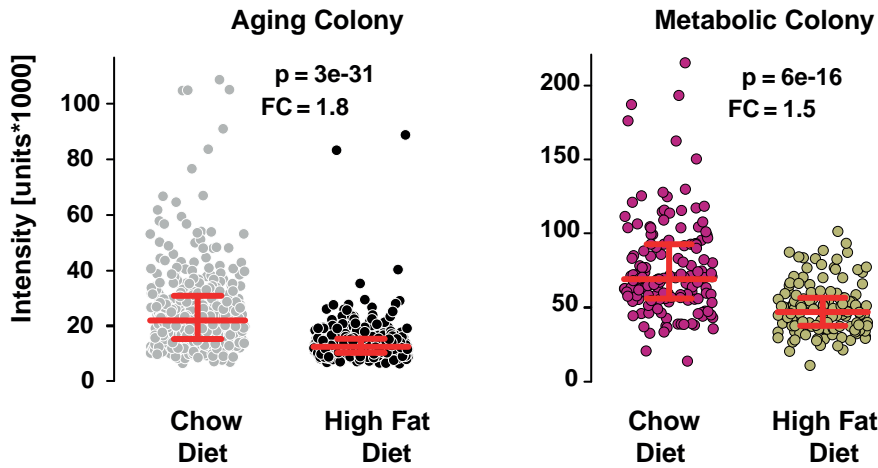 Aging Colony
Intensity [units*1000]
100
80
60
40
20
0
p = 3e-31
FC = 1.8
Chow
Diet
High Fat
Diet
Metabolic Colony
200
150
100
50
0
p = 6e-16
FC = 1.5
Chow
Diet
High Fat
Diet